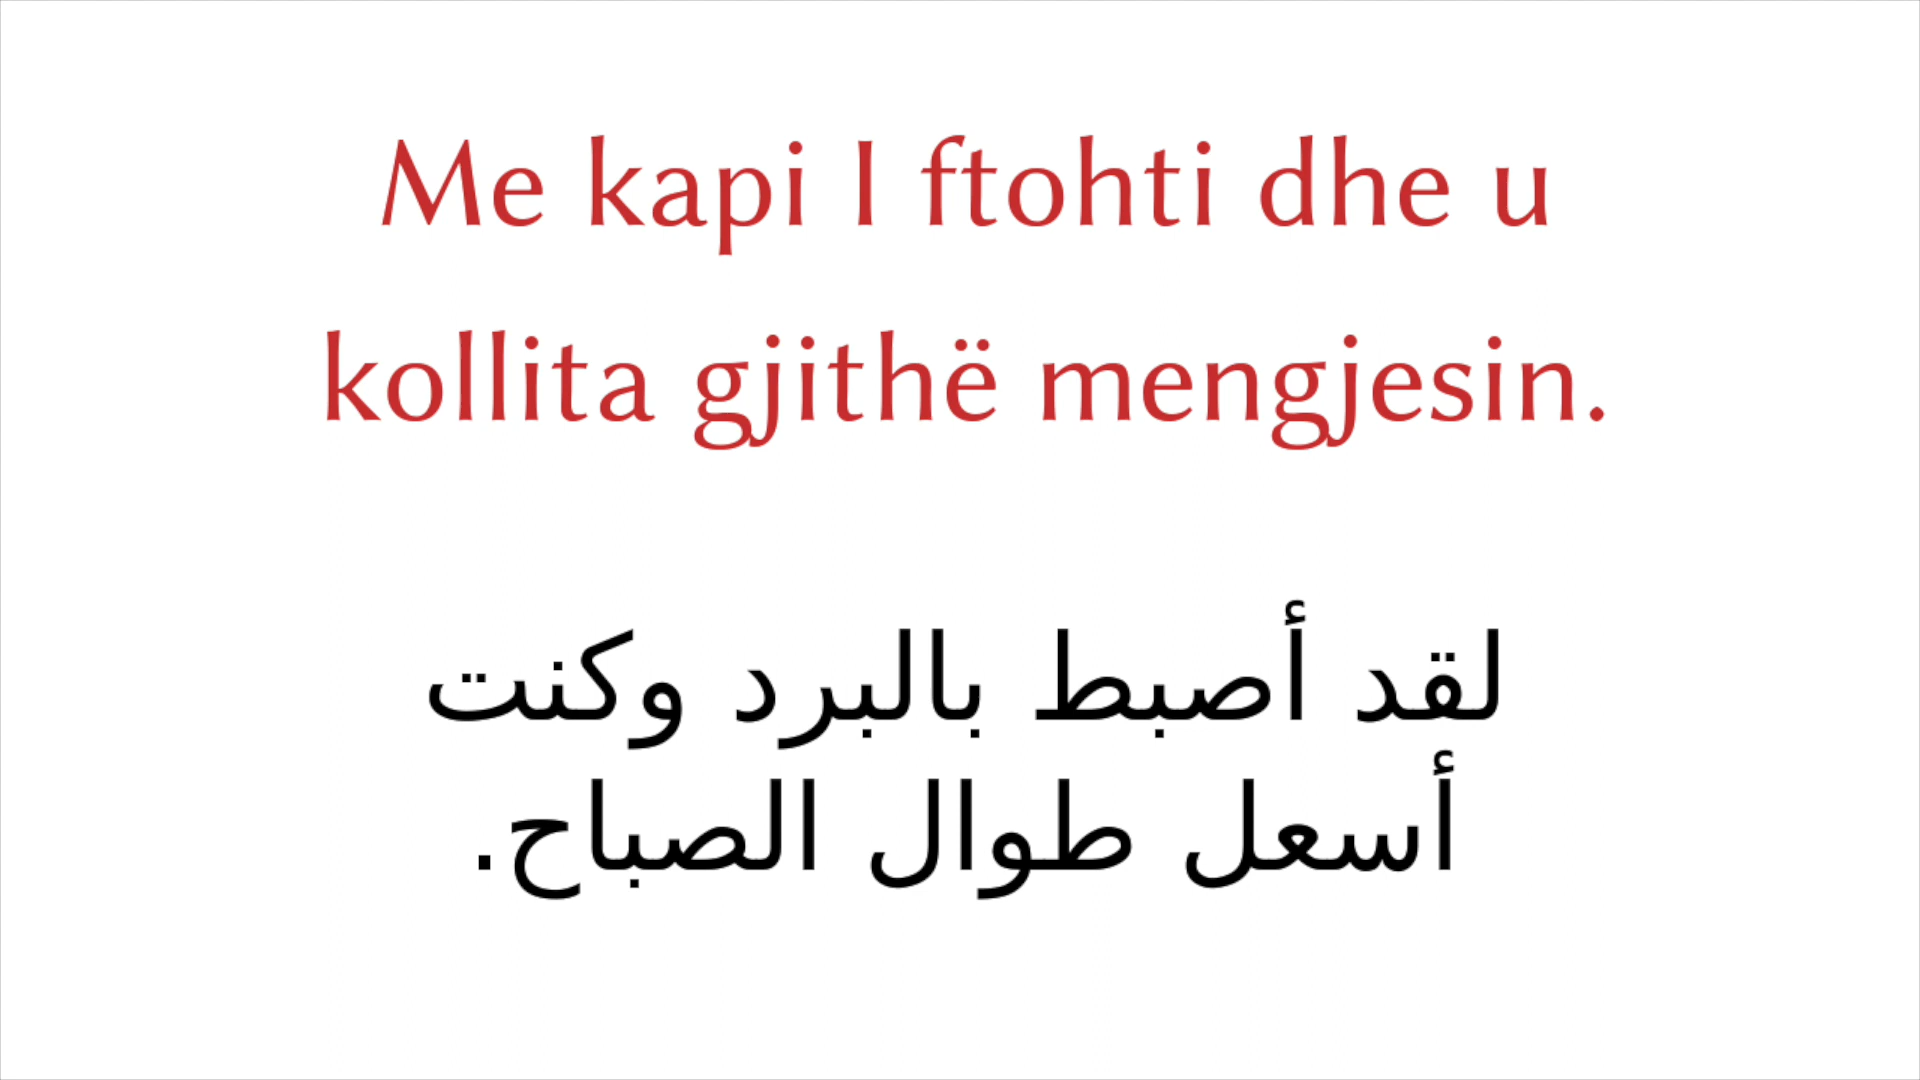 Me kapi I ftohti dhe u
kollita gjithë mengjesin.
لقد أصبط بالبرد وكنت
أسعل طوال الصباح.